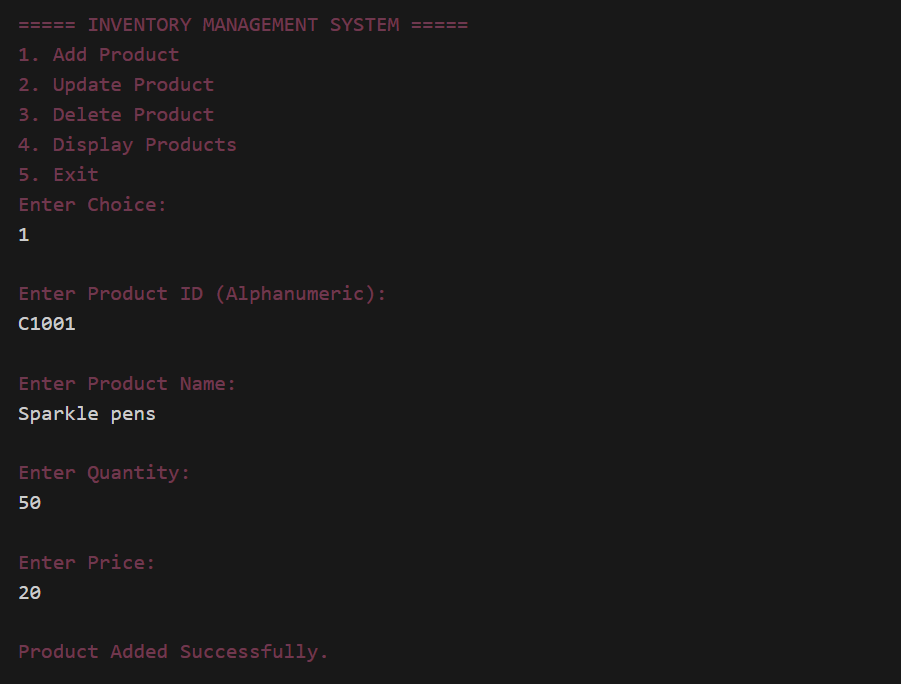 ===== INVENTORY MANAGEMENT SYSTEM =====
1. Add Product
2. Update Product
3. Delete Product
4. Display Products
5. Exit
Enter Choice:
1
Enter Product ID (Alphanumeric):
C1001
Enter Product Name:
Sparkle pens
Enter Quantity:
50
Enter Price:
20
Product Added Successfully.